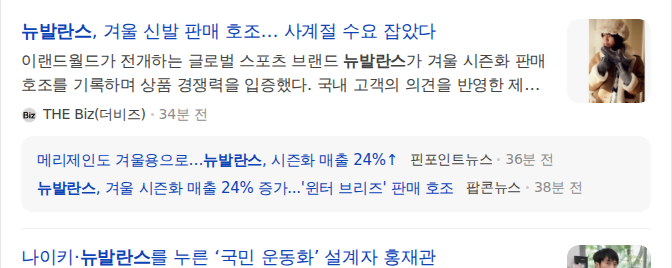 뉴발란스, 겨울 신발 판매 호조... 사계절 수요 잡았다
이랜드월드가 전개하는 글로벌 스포츠 브랜드 뉴발란스가 겨울 시즌화 판매
호조를 기록하며 상품 경쟁력을 입증했다. 국내 고객의 의견을 반영한 제...
Biz THE Biz(더비즈) · 34분 전
메리제인도 겨울용으로...뉴발란스, 시즌화 매출 24%↑ 핀포인트뉴스 · 36분 전
뉴발란스, 겨울 시즌화 매출 24% 증가...'윈터 브리즈' 판매 호조 팝콘뉴스 · 38분 전
나이키·뉴발란스를 누른 ‘국민 운동화’ 설계자 홍재관